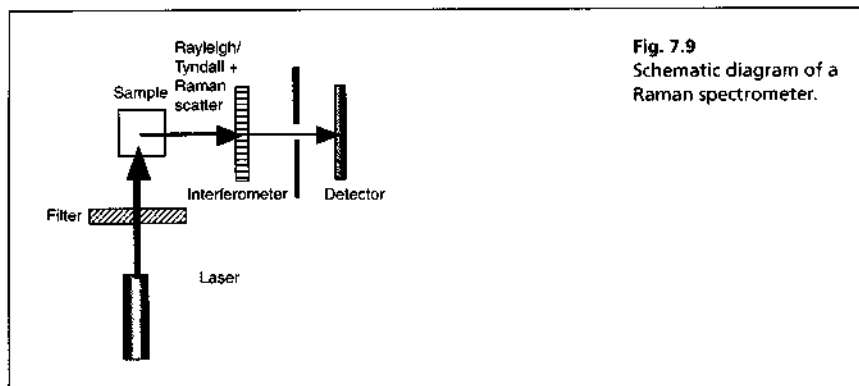 Rayleigh/
Tyndall +
Raman
scatter
Sample
Interferometer
Detector
Filter
Laser
Fig. 7.9
Schematic diagram of a
Raman spectrometer.